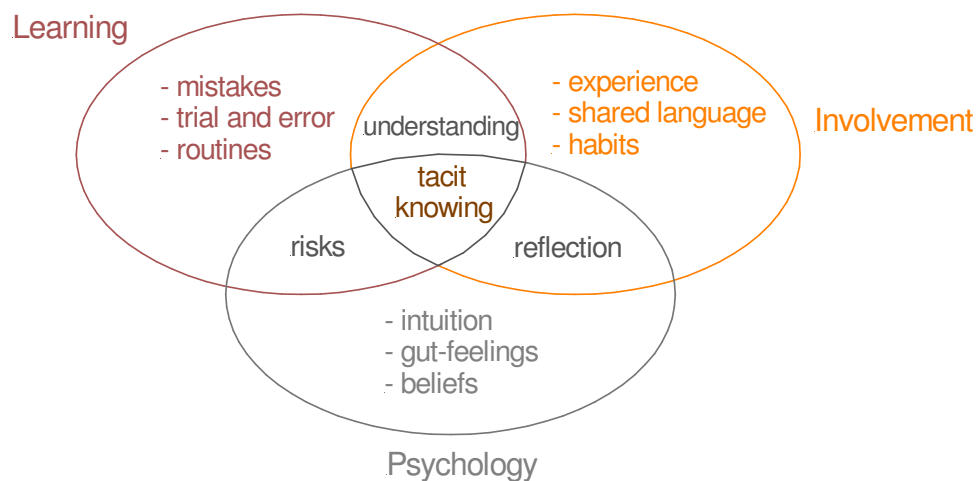 Learning
- mistakes
- trial and error
- routines
- experience
- shared language
- habits
Involvement
understanding
tacit
knowing
risks
reflection
- intuition
- gut-feelings
- beliefs
Psychology